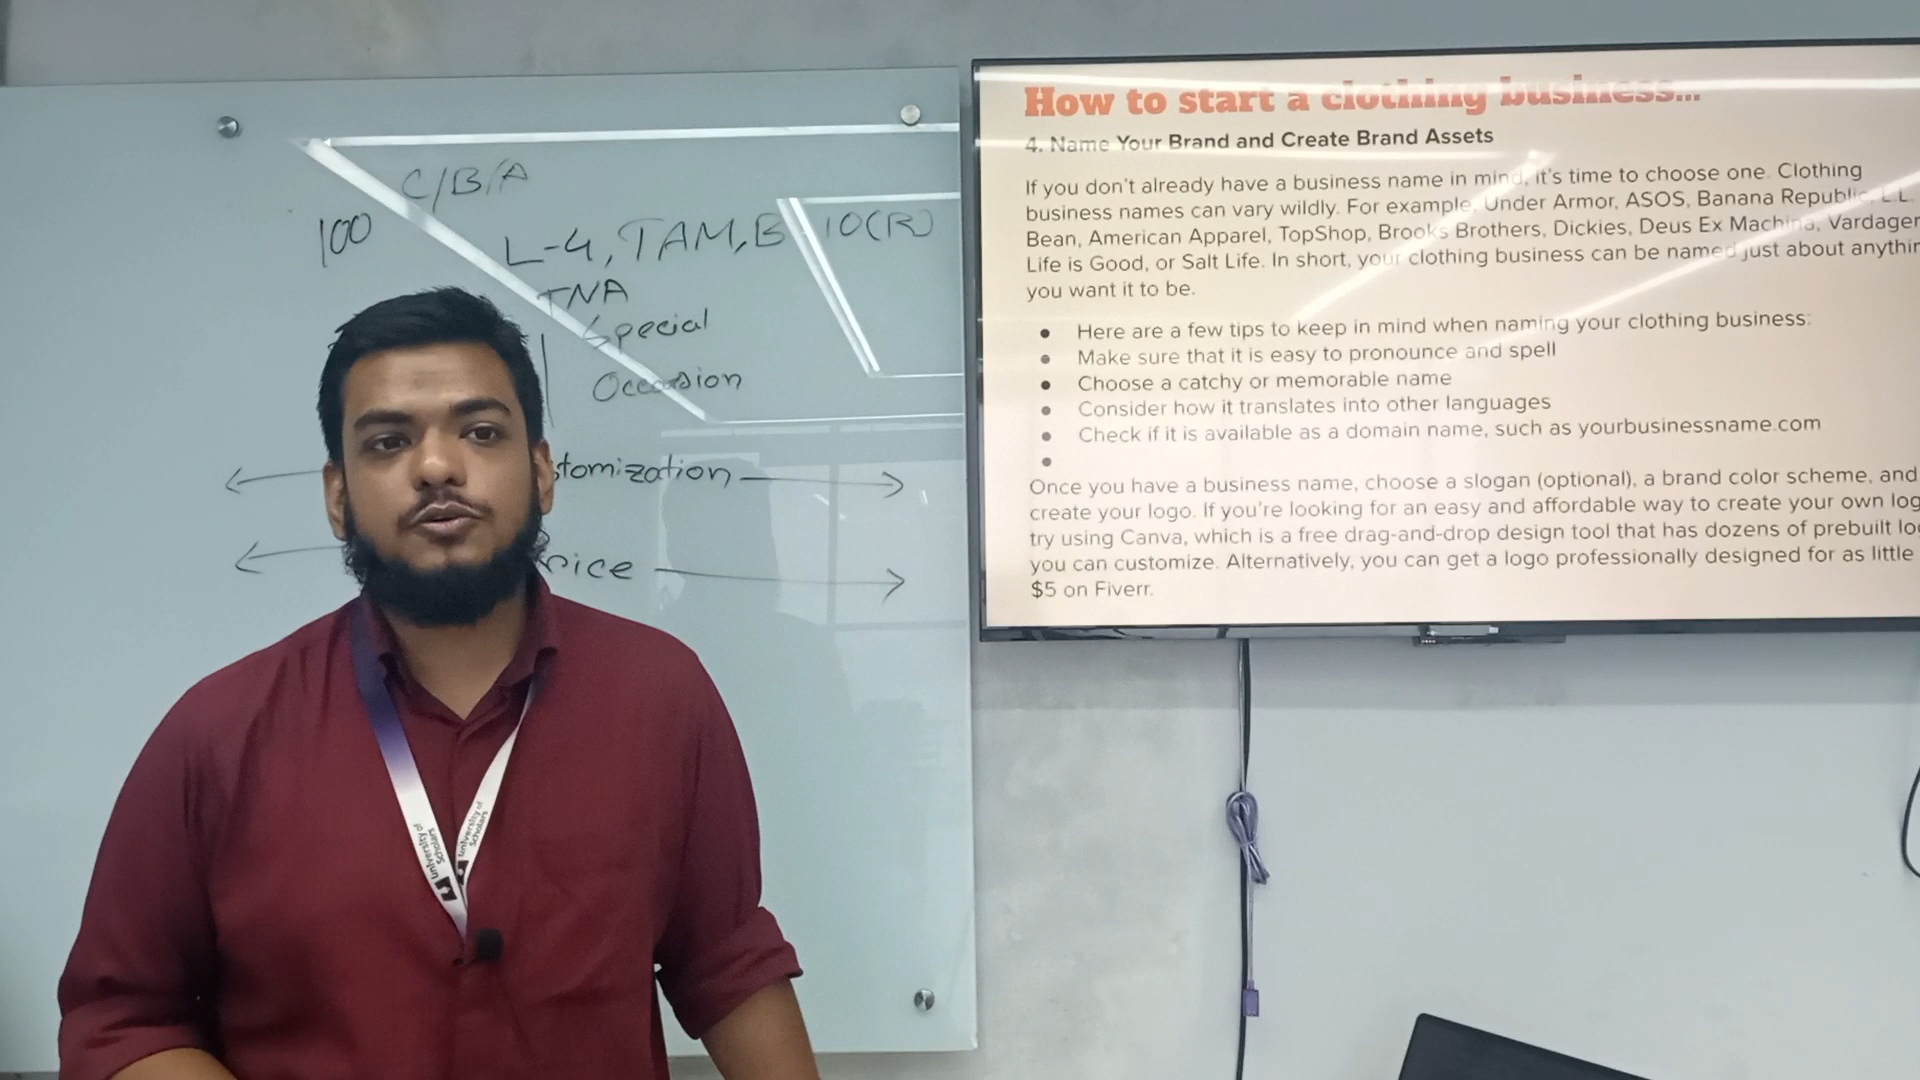 C/B/A
100
L-4, TAM, B 10(R)
TNA
Special
Occasion
tomization
rice
University of
Scholars
University of
Scholars
How to start a clothing business...
4. Name Your Brand and Create Brand Assets
If you don't already have a business name in mind, it's time to choose one. Clothing
business names can vary wildly. For example, Under Armor, ASOS, Banana Republic, L.L.
Bean, American Apparel, TopShop, Brooks Brothers, Dickies, Deus Ex Machina, Vardagen
Life is Good, or Salt Life. In short, your clothing business can be named just about anythin
you want it to be.
• Here are a few tips to keep in mind when naming your clothing business:
• Make sure that it is easy to pronounce and spell
• Choose a catchy or memorable name
• Consider how it translates into other languages
• Check if it is available as a domain name, such as yourbusinessname.com
•
Once you have a business name, choose a slogan (optional), a brand color scheme, and
create your logo. If you're looking for an easy and affordable way to create your own log
try using Canva, which is a free drag-and-drop design tool that has dozens of prebuilt lo
you can customize. Alternatively, you can get a logo professionally designed for as little
$5 on Fiverr.